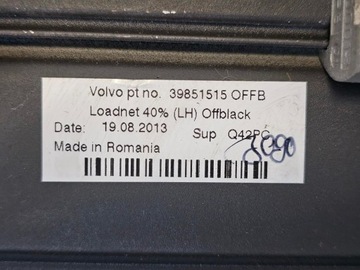 Volvo pt no. 39851515 OFFB
Loadnet 40% (LH) Offblack
Date: 19.08.2013 Sup Q42PC
Made in Romania